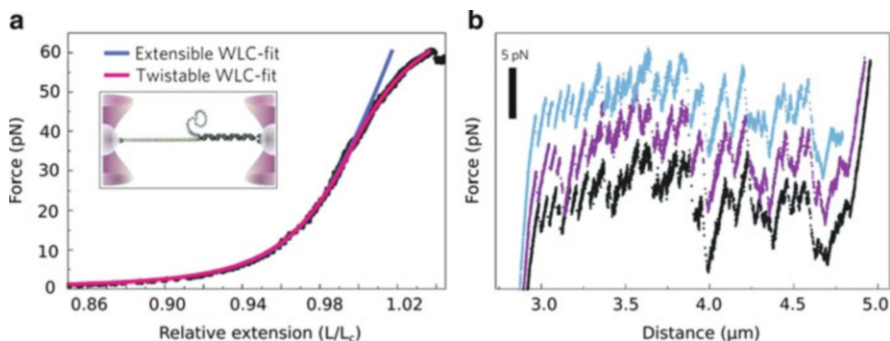 a
Extensible WLC-fit
Twistable WLC-fit
60
50
40
30
20
10
0
Force (pN)
0.86 0.90 0.94 0.98 1.02
Relative extension (L/Lc)
b
5 pN
Force (pN)
3.0 3.5 4.0 4.5 5.0
Distance (μm)